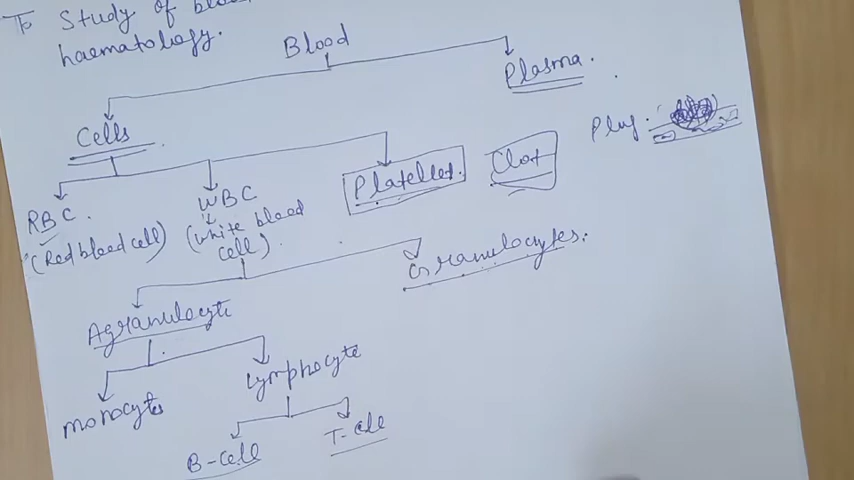 To Study of blood
haematology.
Blood
Plasma.
Cells
Plug.
RBC.
(Red blood cell)
WBC
(White blood
cell).
Platelet.
Clot
Agranulocyte
Granulocytes.
Monocytes
Lymphocyte
B-cell
T-cell